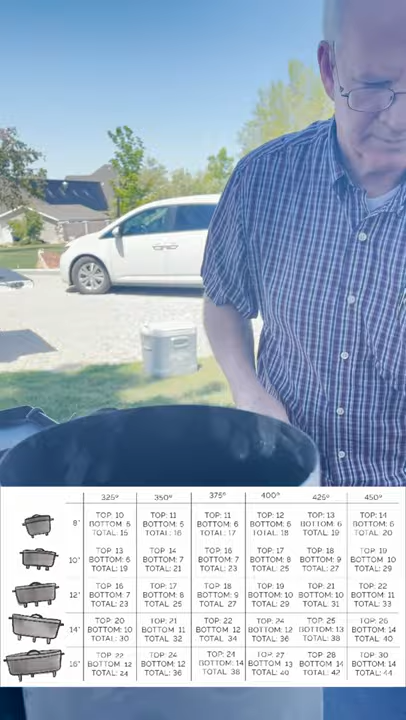 325° 350° 375° 400° 425° 450°
TOP: 10 TOP: 11 TOP: 11 TOP: 12 TOP: 13 TOP: 14
8" BOTTOM: 5 BOTTOM: 5 BOTTOM: 6 BOTTOM: 6 BOTTOM: 6 BOTTOM: 6
TOTAL: 15 TOTAL: 16 TOTAL: 17 TOTAL: 18 TOTAL: 19 TOTAL: 20
TOP: 13 TOP: 14 TOP: 16 TOP: 17 TOP: 18 TOP: 19
10" BOTTOM: 6 BOTTOM: 7 BOTTOM: 7 BOTTOM: 8 BOTTOM: 9 BOTTOM: 10
TOTAL: 19 TOTAL: 21 TOTAL: 23 TOTAL: 25 TOTAL: 27 TOTAL: 29
TOP: 16 TOP: 17 TOP: 18 TOP: 19 TOP: 21 TOP: 22
12" BOTTOM: 7 BOTTOM: 8 BOTTOM: 9 BOTTOM: 10 BOTTOM: 10 BOTTOM: 11
TOTAL: 23 TOTAL: 25 TOTAL: 27 TOTAL: 29 TOTAL: 31 TOTAL: 33
TOP: 20 TOP: 21 TOP: 22 TOP: 24 TOP: 25 TOP: 26
14" BOTTOM: 10 BOTTOM: 11 BOTTOM: 12 BOTTOM: 12 BOTTOM: 13 BOTTOM: 14
TOTAL: 30 TOTAL: 32 TOTAL: 34 TOTAL: 36 TOTAL: 38 TOTAL: 40
TOP: 22 TOP: 24 TOP: 24 TOP: 27 TOP: 28 TOP: 30
16" BOTTOM: 12 BOTTOM: 12 BOTTOM: 14 BOTTOM: 13 BOTTOM: 14 BOTTOM: 14
TOTAL: 24 TOTAL: 36 TOTAL: 38 TOTAL: 40 TOTAL: 42 TOTAL: 44